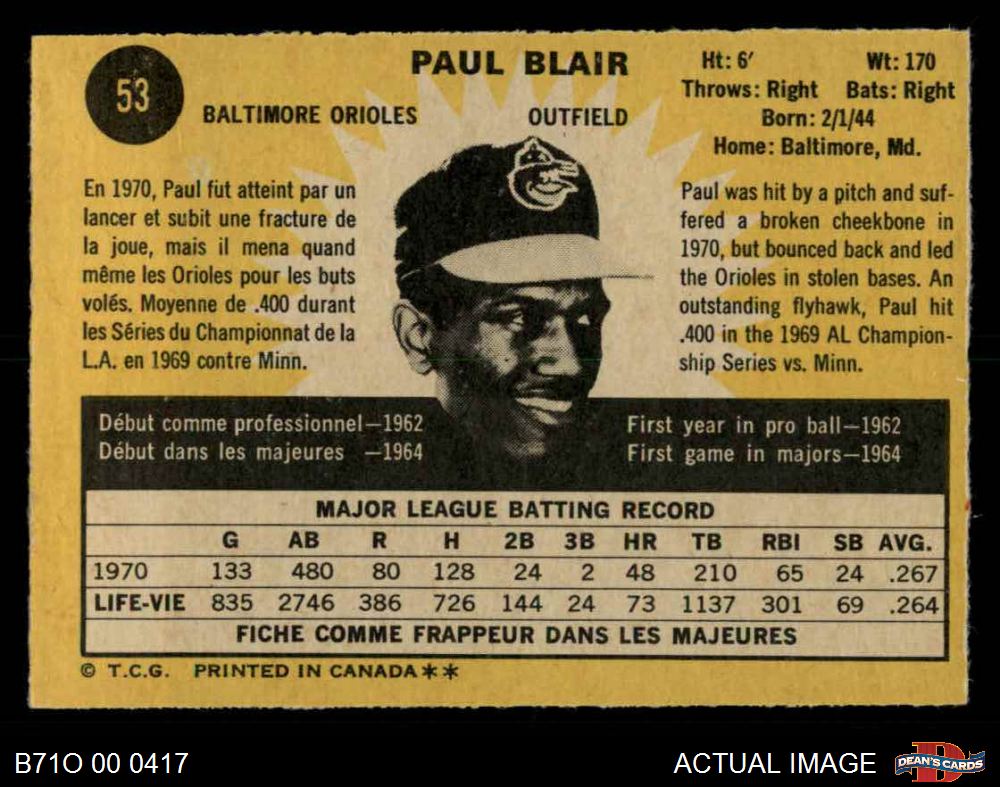 53
PAUL BLAIR
BALTIMORE ORIOLES OUTFIELD
Ht: 6' Wt: 170
Throws: Right Bats: Right
Born: 2/1/44
Home: Baltimore, Md.
En 1970, Paul fut atteint par un
lancer et subit une fracture de
la joue, mais il mena quand
même les Orioles pour les buts
volés. Moyenne de .400 durant
les Séries du Championnat de la
L.A. en 1969 contre Minn.
Paul was hit by a pitch and suf-
fered a broken cheekbone in
1970, but bounced back and led
the Orioles in stolen bases. An
outstanding flyhawk, Paul hit
.400 in the 1969 AL Champion-
ship Series vs. Minn.
Début comme professionnel—1962
Début dans les majeures —1964
First year in pro ball—1962
First game in majors—1964
MAJOR LEAGUE BATTING RECORD
G AB R H 2B 3B HR TB RBI SB AVG.
1970 133 480 80 128 24 2 48 210 65 24 .267
LIFE-VIE 835 2746 386 726 144 24 73 1137 301 69 .264
FICHE COMME FRAPPEUR DANS LES MAJEURES
© T.C.G. PRINTED IN CANADA**
B71O 00 0417
ACTUAL IMAGE
D
DEAN'S CARDS